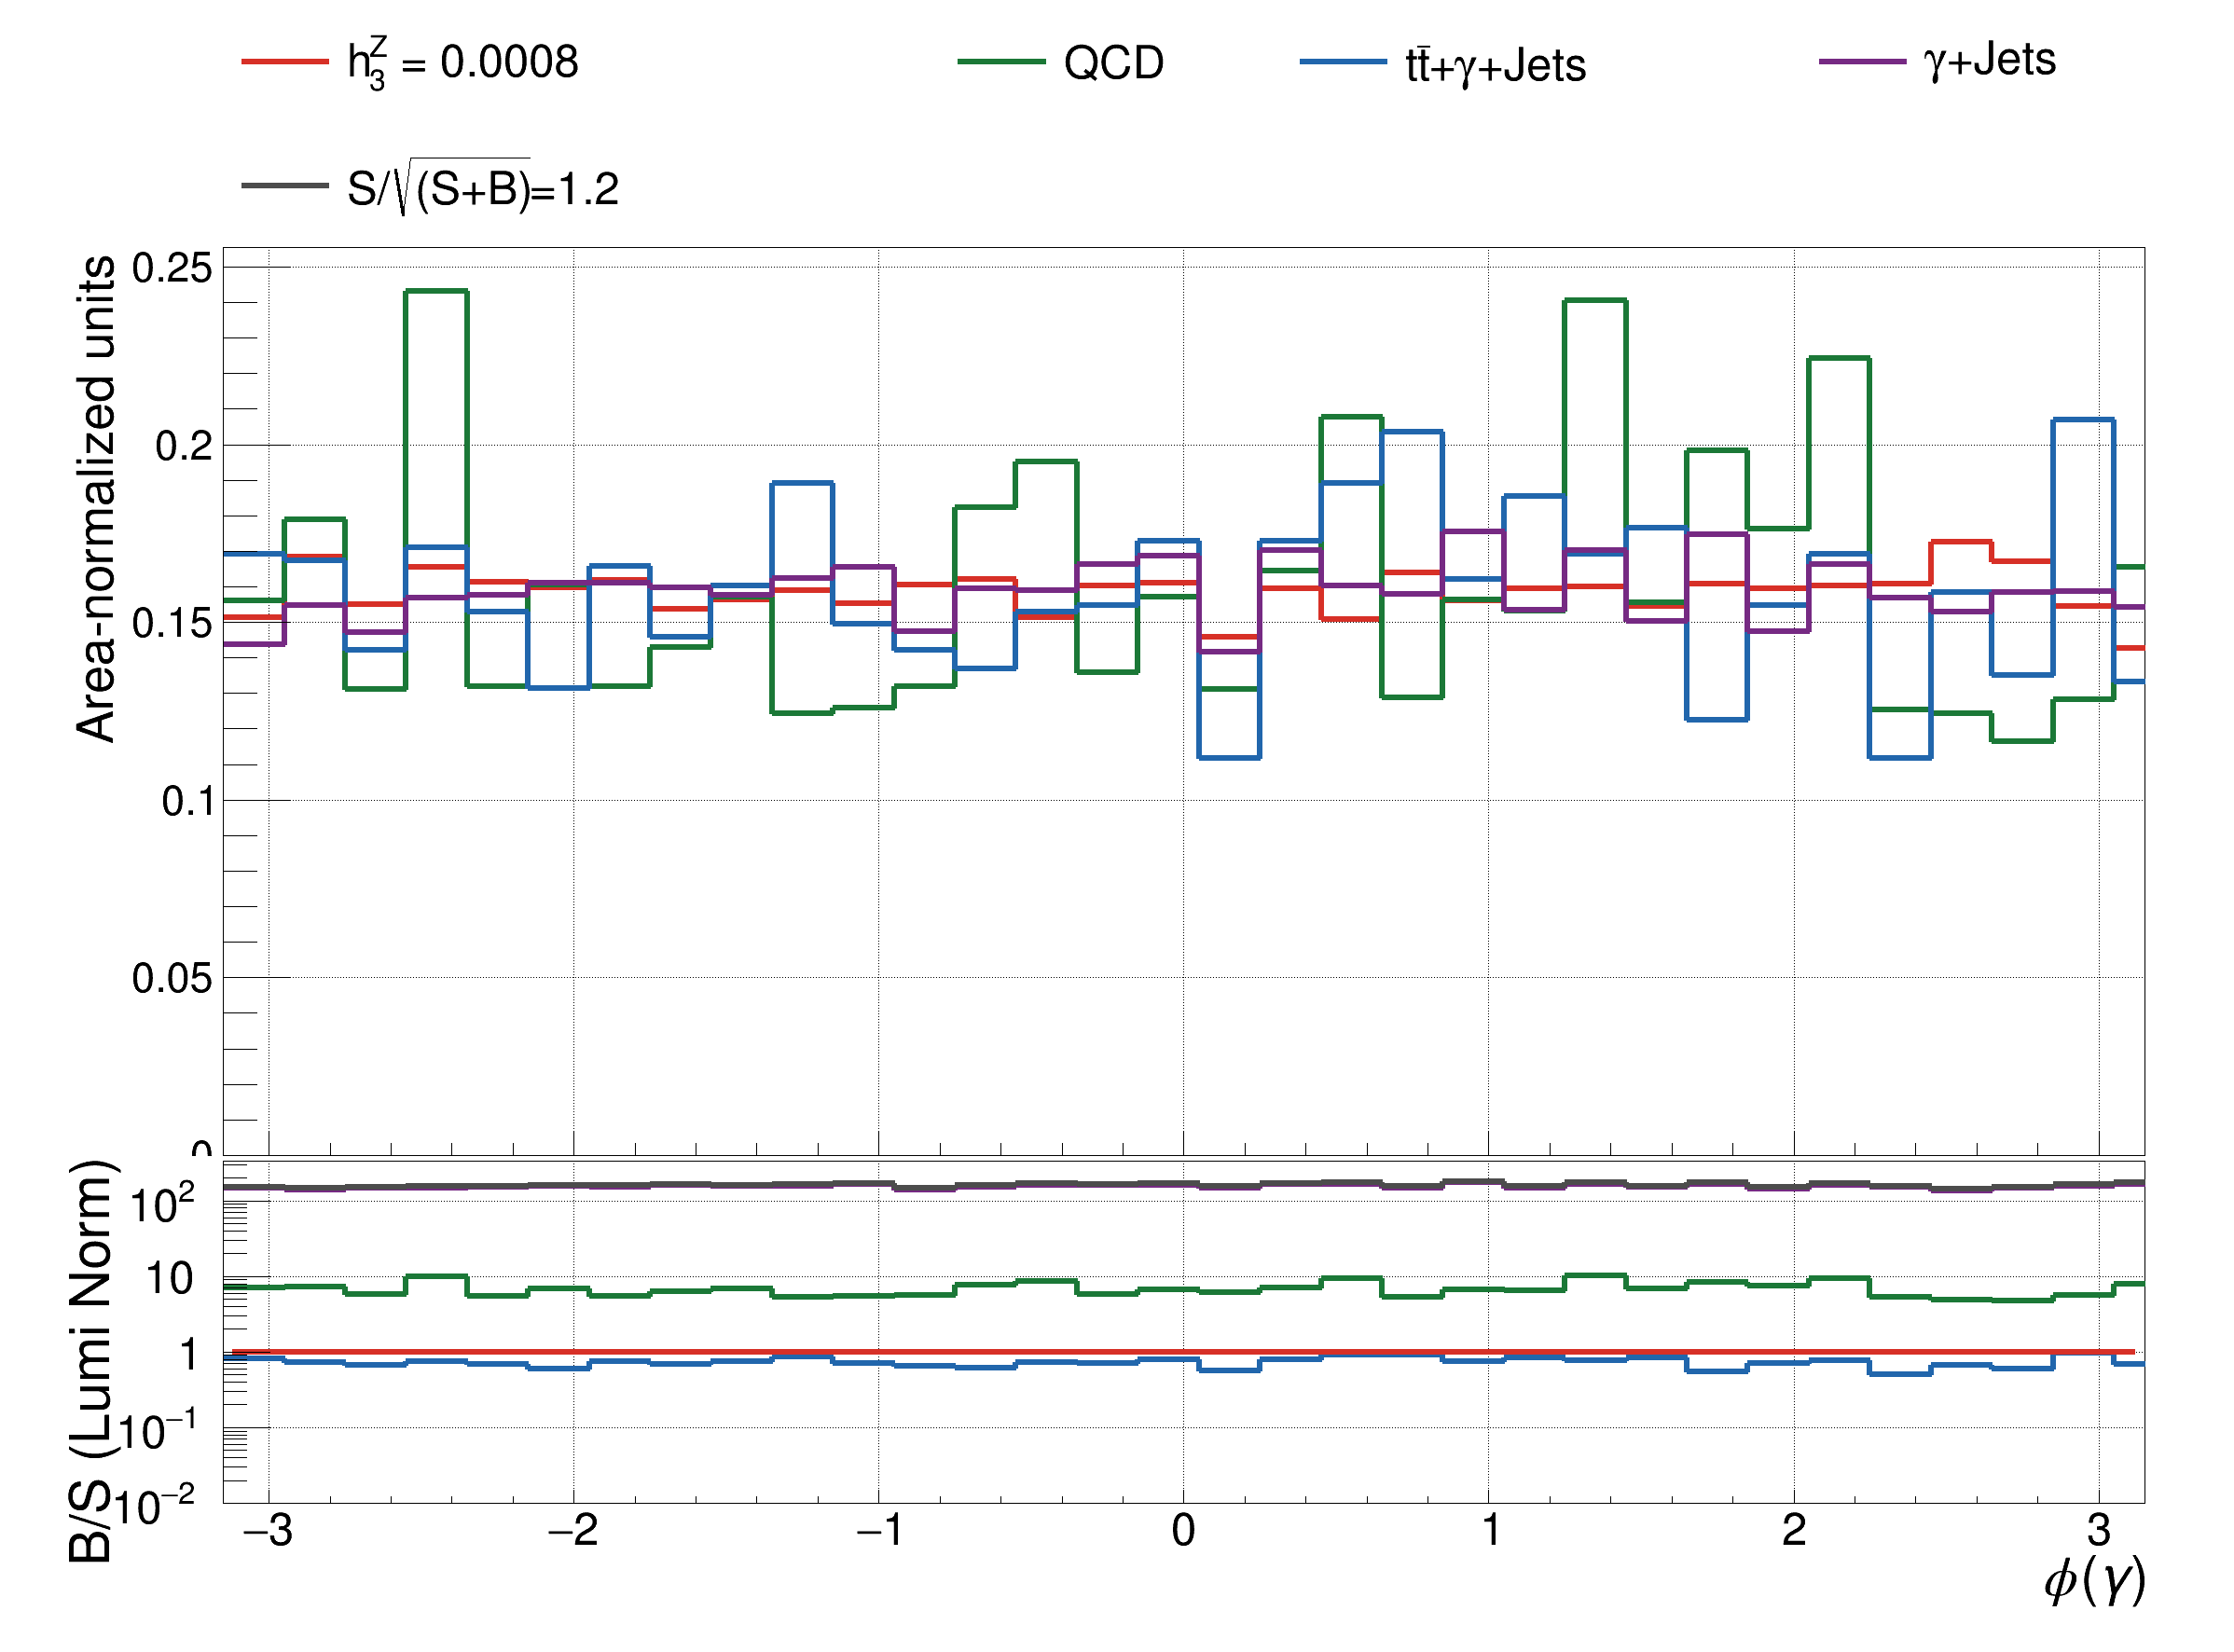 h₃ᶻ = 0.0008 QCD tt̄+γ+Jets γ+Jets
S/√(S+B)=1.2
Area-normalized units
0.25
0.2
0.15
0.1
0.05
0
B/S (Lumi Norm)
10²
10
1
10⁻¹
10⁻²
−3 −2 −1 0 1 2 3
ϕ(γ)